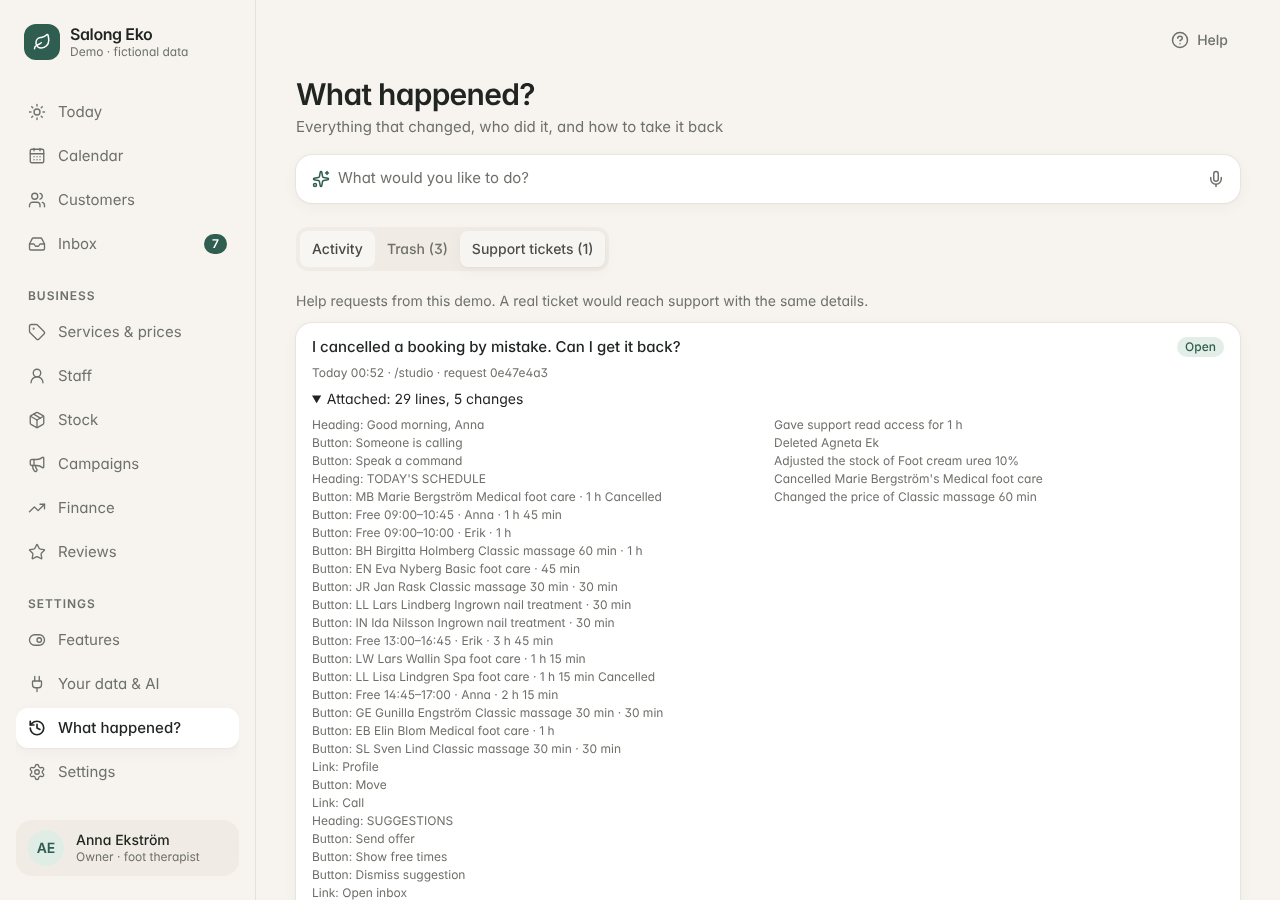 Salong Eko
Demo · fictional data
Today
Calendar
Customers
Inbox
7
BUSINESS
Services & prices
Staff
Stock
Campaigns
Finance
Reviews
SETTINGS
Features
Your data & AI
What happened?
Settings
AE
Anna Ekström
Owner · foot therapist
Help
What happened?
Everything that changed, who did it, and how to take it back
What would you like to do?
Activity
Trash (3)
Support tickets (1)
Help requests from this demo. A real ticket would reach support with the same details.
I cancelled a booking by mistake. Can I get it back?
Open
Today 00:52 · /studio · request 0e47e4a3
Attached: 29 lines, 5 changes
Heading: Good morning, Anna
Button: Someone is calling
Button: Speak a command
Heading: TODAY'S SCHEDULE
Button: MB Marie Bergström Medical foot care · 1 h Cancelled
Button: Free 09:00–10:45 · Anna · 1 h 45 min
Button: Free 09:00–10:00 · Erik · 1 h
Button: BH Birgitta Holmberg Classic massage 60 min · 1 h
Button: EN Eva Nyberg Basic foot care · 45 min
Button: JR Jan Rask Classic massage 30 min · 30 min
Button: LL Lars Lindberg Ingrown nail treatment · 30 min
Button: IN Ida Nilsson Ingrown nail treatment · 30 min
Button: Free 13:00–16:45 · Erik · 3 h 45 min
Button: LW Lars Wallin Spa foot care · 1 h 15 min
Button: LL Lisa Lindgren Spa foot care · 1 h 15 min Cancelled
Button: Free 14:45–17:00 · Anna · 2 h 15 min
Button: GE Gunilla Engström Classic massage 30 min · 30 min
Button: EB Elin Blom Medical foot care · 1 h
Button: SL Sven Lind Classic massage 30 min · 30 min
Link: Profile
Button: Move
Link: Call
Heading: SUGGESTIONS
Button: Send offer
Button: Show free times
Button: Dismiss suggestion
Link: Open inbox
Gave support read access for 1 h
Deleted Agneta Ek
Adjusted the stock of Foot cream urea 10%
Cancelled Marie Bergström's Medical foot care
Changed the price of Classic massage 60 min